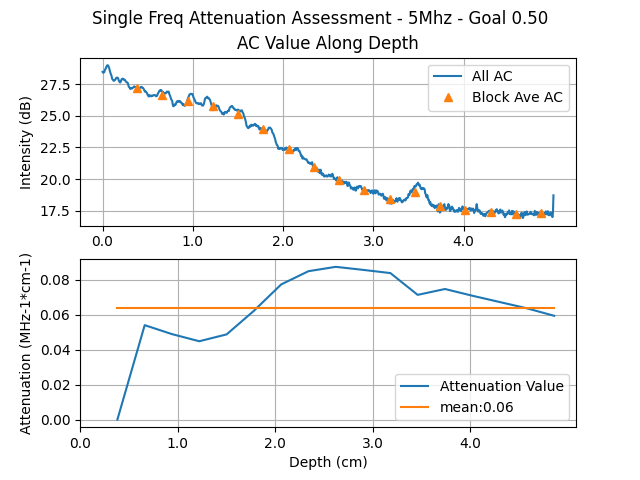 Single Freq Attenuation Assessment - 5Mhz - Goal 0.50
AC Value Along Depth
Intensity (dB)
27.5
25.0
22.5
20.0
17.5
0.0 1.0 2.0 3.0 4.0
All AC
Block Ave AC
Attenuation (MHz-1*cm-1)
0.08
0.06
0.04
0.02
0.00
0.0 1.0 2.0 3.0 4.0
Attenuation Value
mean:0.06
Depth (cm)